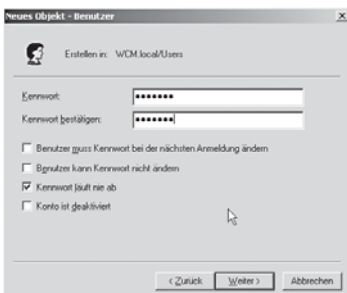 Neues Objekt - Benutzer
Erstellen in: WCM.local/Users
Kennwort:
Kennwort bestätigen:
Benutzer muss Kennwort bei der nächsten Anmeldung ändern
Benutzer kann Kennwort nicht ändern
Kennwort läuft nie ab
Konto ist deaktiviert
< Zurück Weiter > Abbrechen